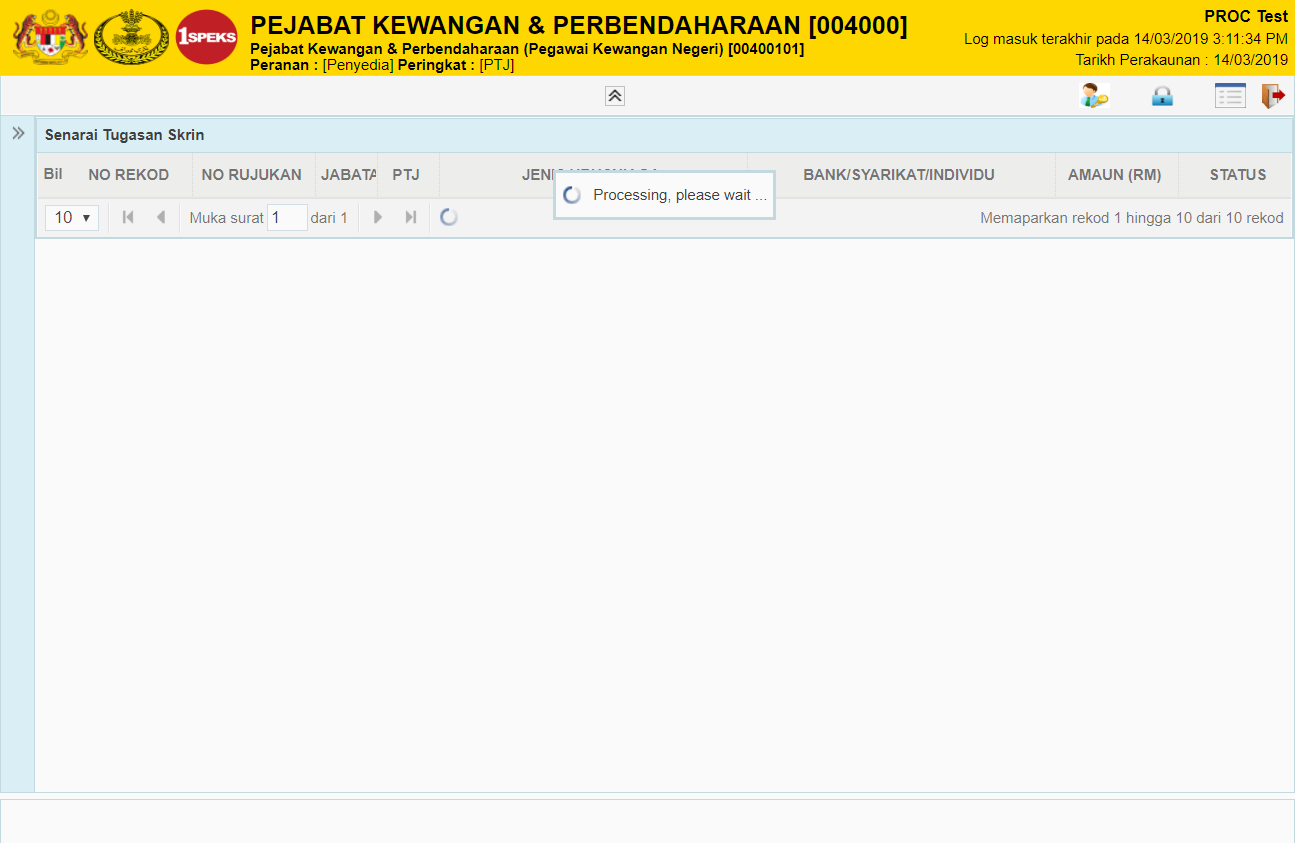 1SPEKS
PEJABAT KEWANGAN & PERBENDAHARAAN [004000]
Pejabat Kewangan & Perbendaharaan (Pegawai Kewangan Negeri) [00400101]
Peranan : [Penyedia] Peringkat : [PTJ]
PROC Test
Log masuk terakhir pada 14/03/2019 3:11:34 PM
Tarikh Perakaunan : 14/03/2019
Senarai Tugasan Skrin
Bil NO REKOD NO RUJUKAN JABATA PTJ BANK/SYARIKAT/INDIVIDU AMAUN (RM) STATUS
Processing, please wait ...
10 Muka surat 1 dari 1 Memaparkan rekod 1 hingga 10 dari 10 rekod